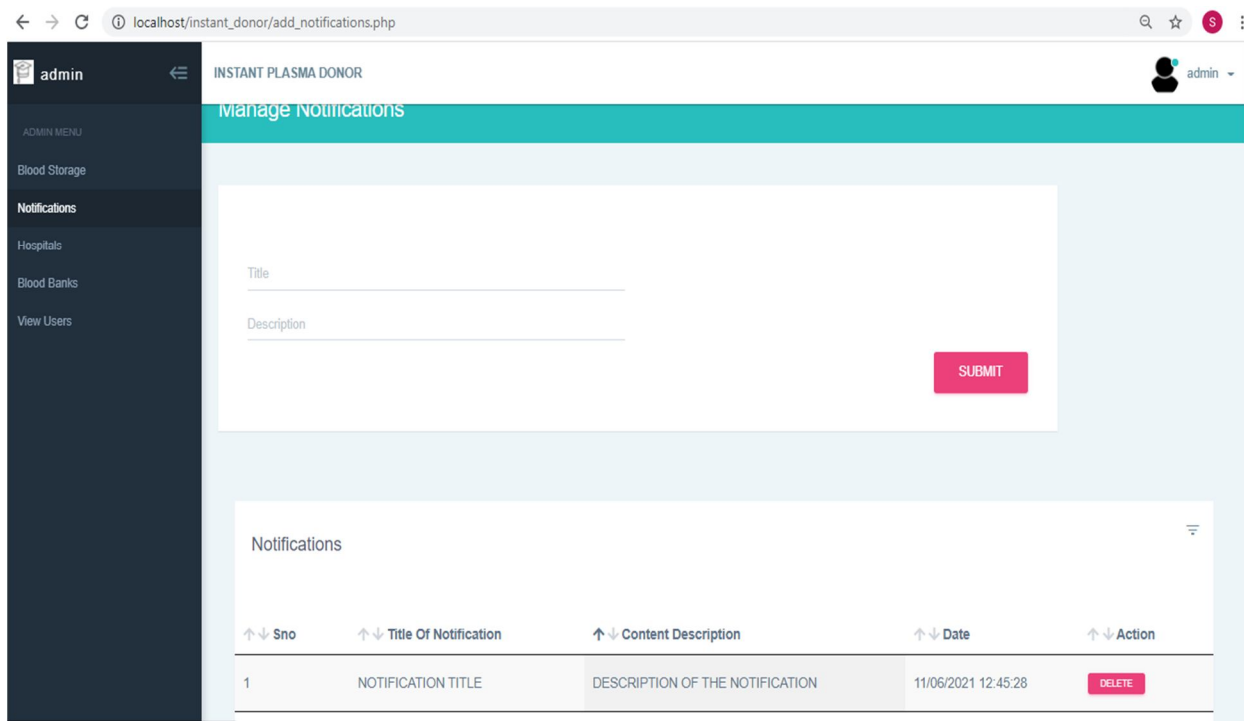 localhost/instant_donor/add_notifications.php
S
admin
INSTANT PLASMA DONOR
admin
Manage Notifications
ADMIN MENU
Blood Storage
Notifications
Hospitals
Blood Banks
View Users
Title
Description
SUBMIT
Notifications
Sno Title Of Notification Content Description Date Action
1 NOTIFICATION TITLE DESCRIPTION OF THE NOTIFICATION 11/06/2021 12:45:28 DELETE